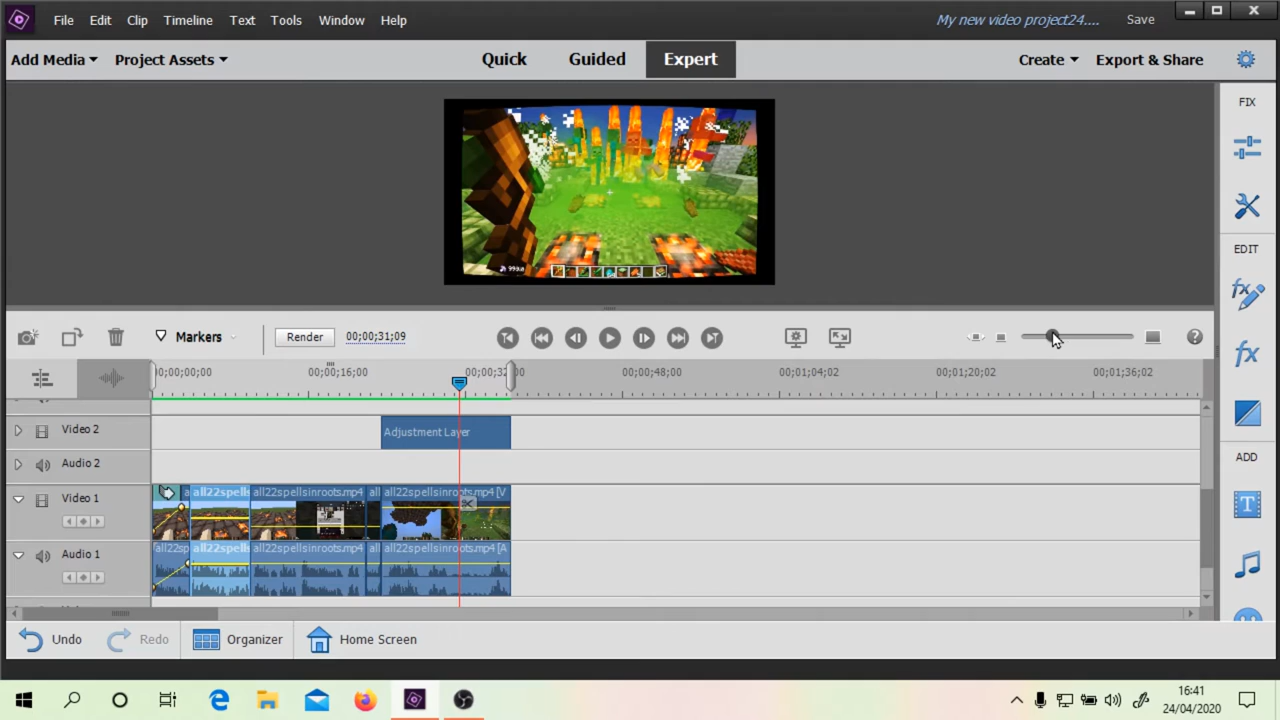 File Edit Clip Timeline Text Tools Window Help
My new video project24.... Save
Add Media Project Assets Quick Guided Expert Create Export & Share
FIX
999.a
EDIT
Markers Render 00;00;31;09
00;00;16;00 00;00;32;00 00;00;48;00 00;01;04;02 00;01;20;02 00;01;36;02
Video 2 Adjustment Layer
ADD
Audio 2
Video 1 a all22spells all22spellsinroots.mp4 all all22spellsinroots.mp4 [V
T
Audio 1 all22sp all22spells all22spellsinroots.mp4 all all22spellsinroots.mp4 [A
Undo Redo Organizer Home Screen
16:41
24/04/2020